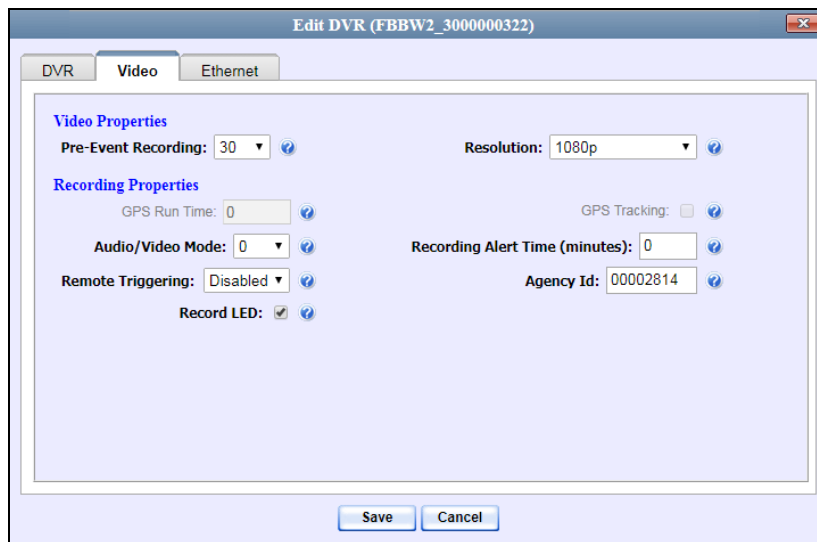 Edit DVR (FBBW2_3000000322)
DVR Video Ethernet
Video Properties
Pre-Event Recording: 30 Resolution: 1080p
Recording Properties
GPS Run Time: 0 GPS Tracking:
Audio/Video Mode: 0 Recording Alert Time (minutes): 0
Remote Triggering: Disabled Agency Id: 00002814
Record LED:
Save Cancel